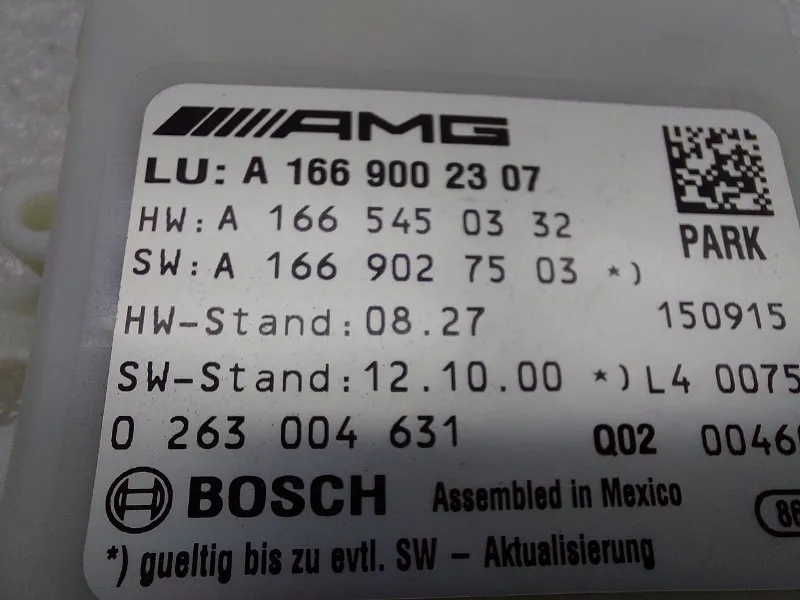 AMG
LU: A 166 900 23 07
PARK
HW: A 166 545 03 32
SW: A 166 902 75 03 *)
HW-Stand: 08.27 150915
SW-Stand: 12.10.00 *) L4 0075
0 263 004 631 Q02 0046
BOSCH Assembled in Mexico
*) gueltig bis zu evtl. SW - Aktualisierung